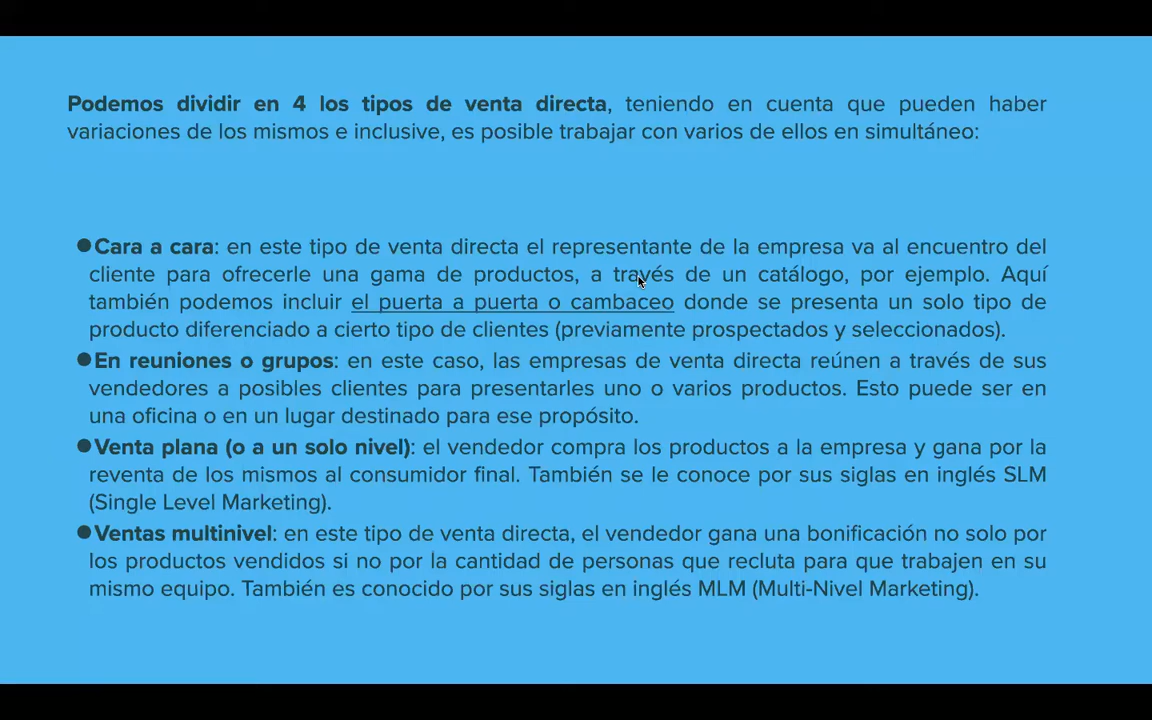 Podemos dividir en 4 los tipos de venta directa, teniendo en cuenta que pueden haber
variaciones de los mismos e inclusive, es posible trabajar con varios de ellos en simultáneo:
●Cara a cara: en este tipo de venta directa el representante de la empresa va al encuentro del
cliente para ofrecerle una gama de productos, a través de un catálogo, por ejemplo. Aquí
también podemos incluir el puerta a puerta o cambaceo donde se presenta un solo tipo de
producto diferenciado a cierto tipo de clientes (previamente prospectados y seleccionados).
●En reuniones o grupos: en este caso, las empresas de venta directa reúnen a través de sus
vendedores a posibles clientes para presentarles uno o varios productos. Esto puede ser en
una oficina o en un lugar destinado para ese propósito.
●Venta plana (o a un solo nivel): el vendedor compra los productos a la empresa y gana por la
reventa de los mismos al consumidor final. También se le conoce por sus siglas en inglés SLM
(Single Level Marketing).
●Ventas multinivel: en este tipo de venta directa, el vendedor gana una bonificación no solo por
los productos vendidos si no por la cantidad de personas que recluta para que trabajen en su
mismo equipo. También es conocido por sus siglas en inglés MLM (Multi-Nivel Marketing).